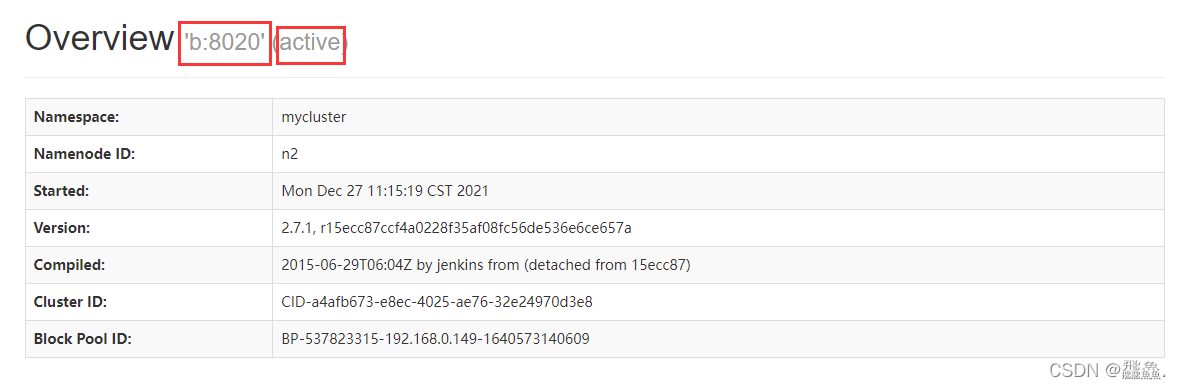 Overview 'b:8020' (active)
Namespace: mycluster
Namenode ID: n2
Started: Mon Dec 27 11:15:19 CST 2021
Version: 2.7.1, r15ecc87ccf4a0228f35af08fc56de536e6ce657a
Compiled: 2015-06-29T06:04Z by jenkins from (detached from 15ecc87)
Cluster ID: CID-a4afb673-e8ec-4025-ae76-32e24970d3e8
Block Pool ID: BP-537823315-192.168.0.149-1640573140609
CSDN @飛魚.